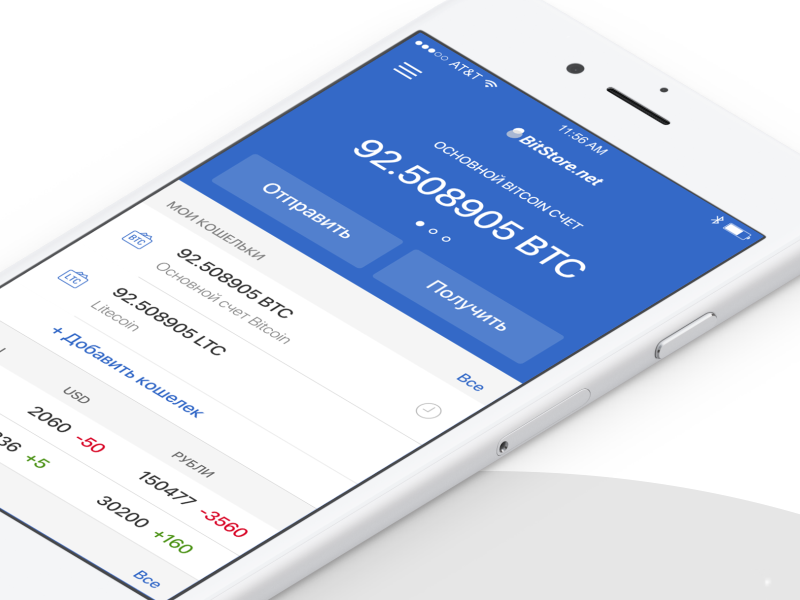 AT&T
11:56 AM
BitStore.net
ОСНОВНОЙ BITCOIN СЧЕТ
92.508905 BTC
Отправить
Получить
МОИ КОШЕЛЬКИ
Все
BTC
92.508905 BTC
Основной счет Bitcoin
LTC
92.508905 LTC
Litecoin
+ Добавить кошелек
USD
РУБЛИ
2060 -50
150477 -3560
+5
30200 +160
Все